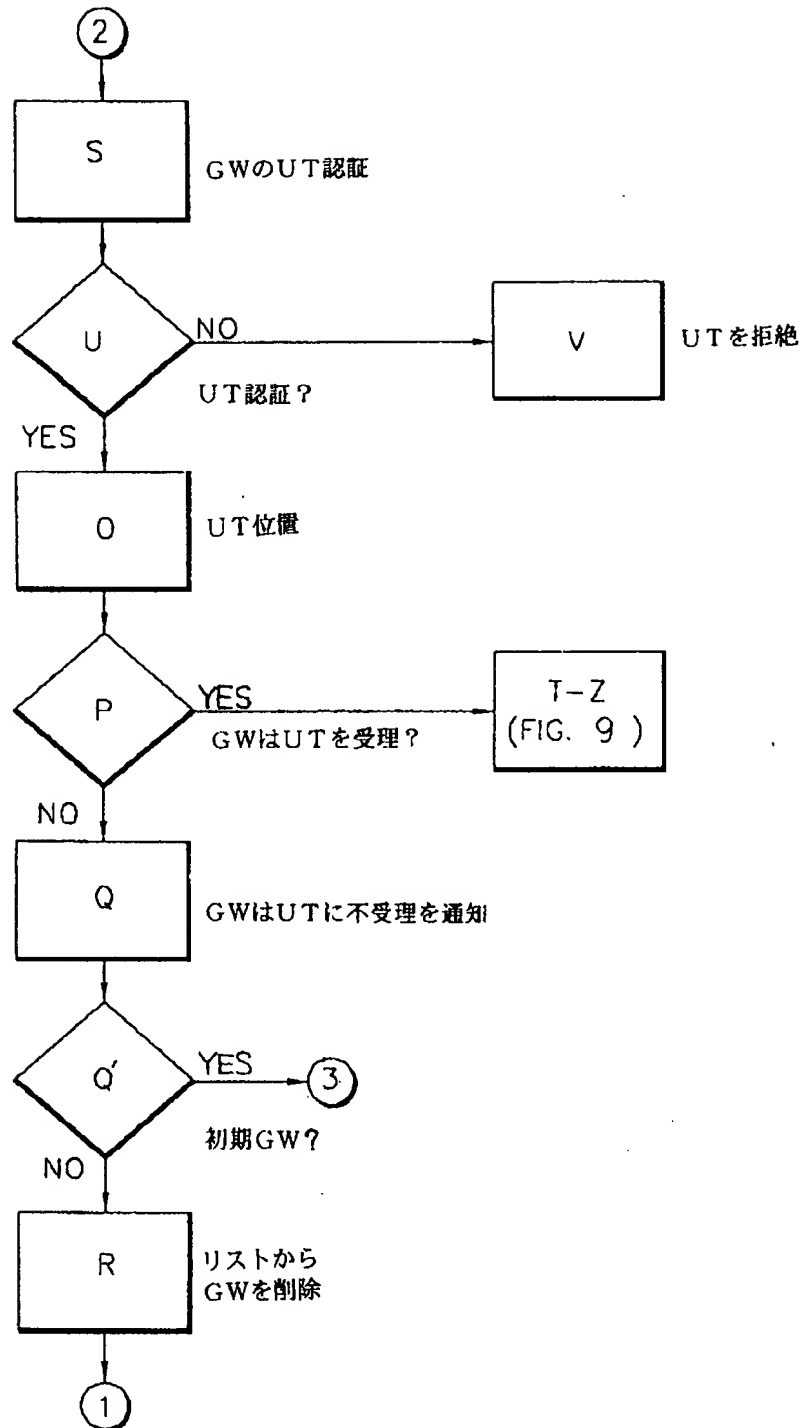 2
S
GWのUT認証
U
NO
V
UTを拒絶
UT認証?
YES
O
UT位置
P
YES
T-Z
(FIG. 9 )
GWはUTを受理?
NO
Q
GWはUTに不受理を通知
Q′
YES
3
初期GW?
NO
R
リストから
GWを削除
1